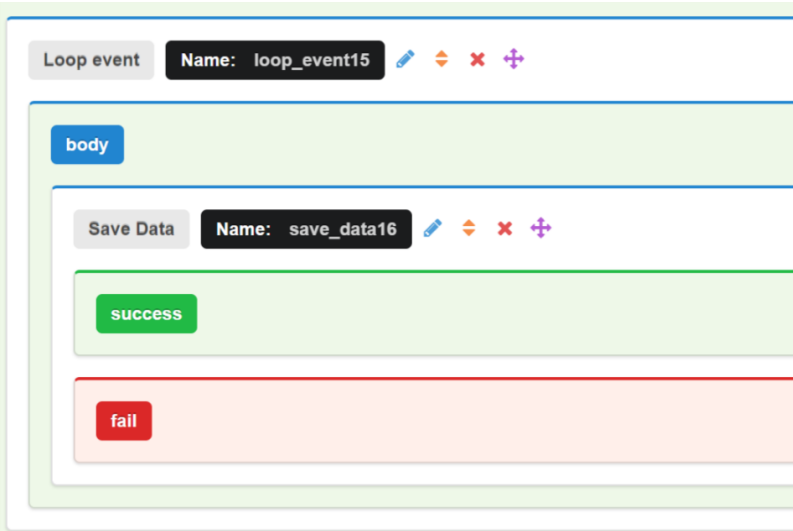 Loop event Name: loop_event15
body
Save Data Name: save_data16
success
fail